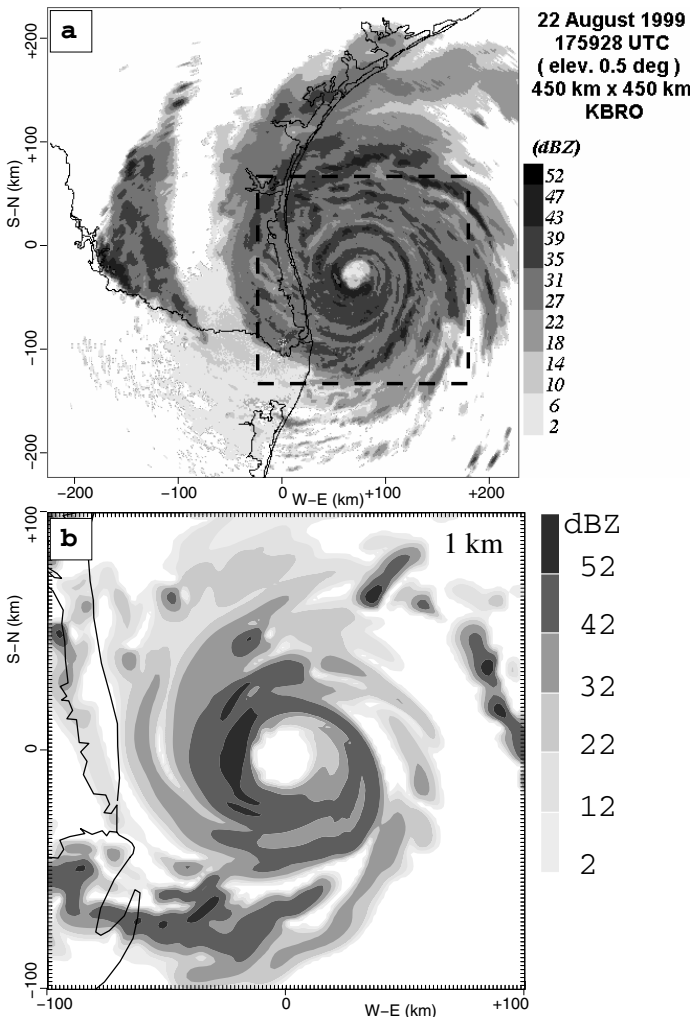 a
22 August 1999
175928 UTC
( elev. 0.5 deg )
450 km x 450 km
KBRO
(dBZ)
52
47
43
39
35
31
27
22
18
14
10
6
2
+200
+100
0
−100
−200
S−N (km)
−200
−100
0
W−E (km)
+100
+200
b
1 km
dBZ
52
42
32
22
12
2
+100
S−N (km)
0
−100
−100
0
W−E (km)
+100